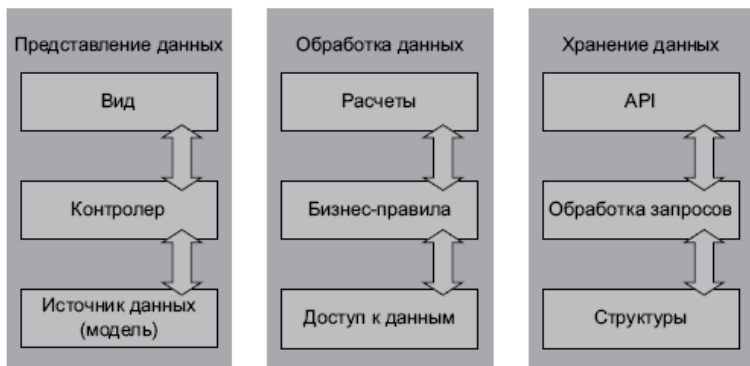 Представление данных
Вид
Контролер
Источник данных
(модель)
Обработка данных
Расчеты
Бизнес-правила
Доступ к данным
Хранение данных
API
Обработка запросов
Структуры